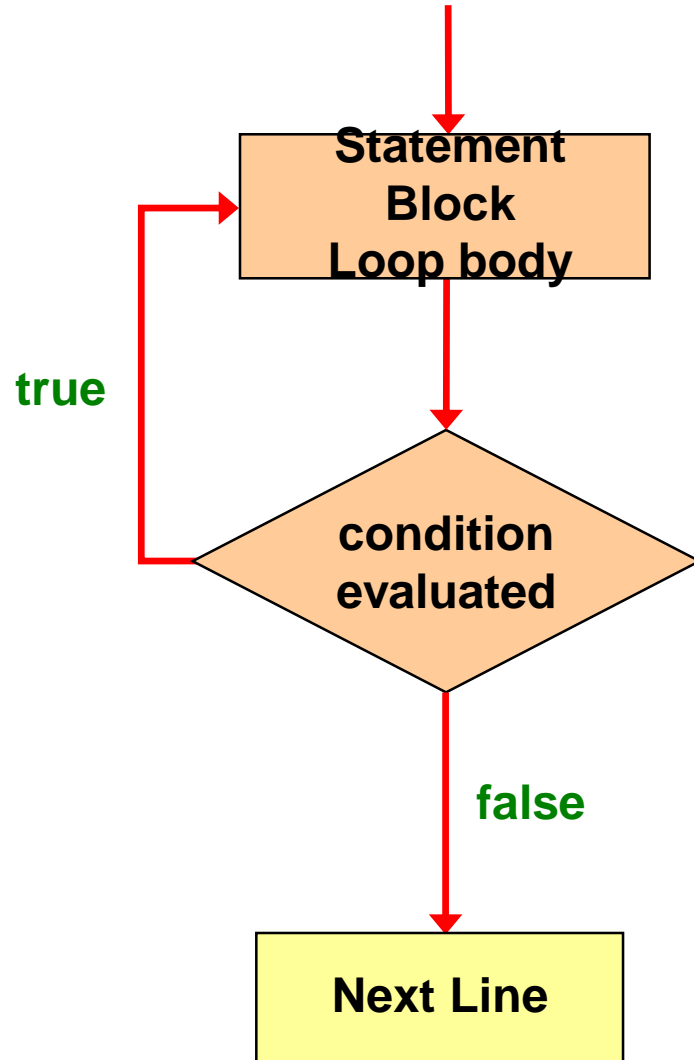 Statement
Block
Loop body
true
condition
evaluated
false
Next Line